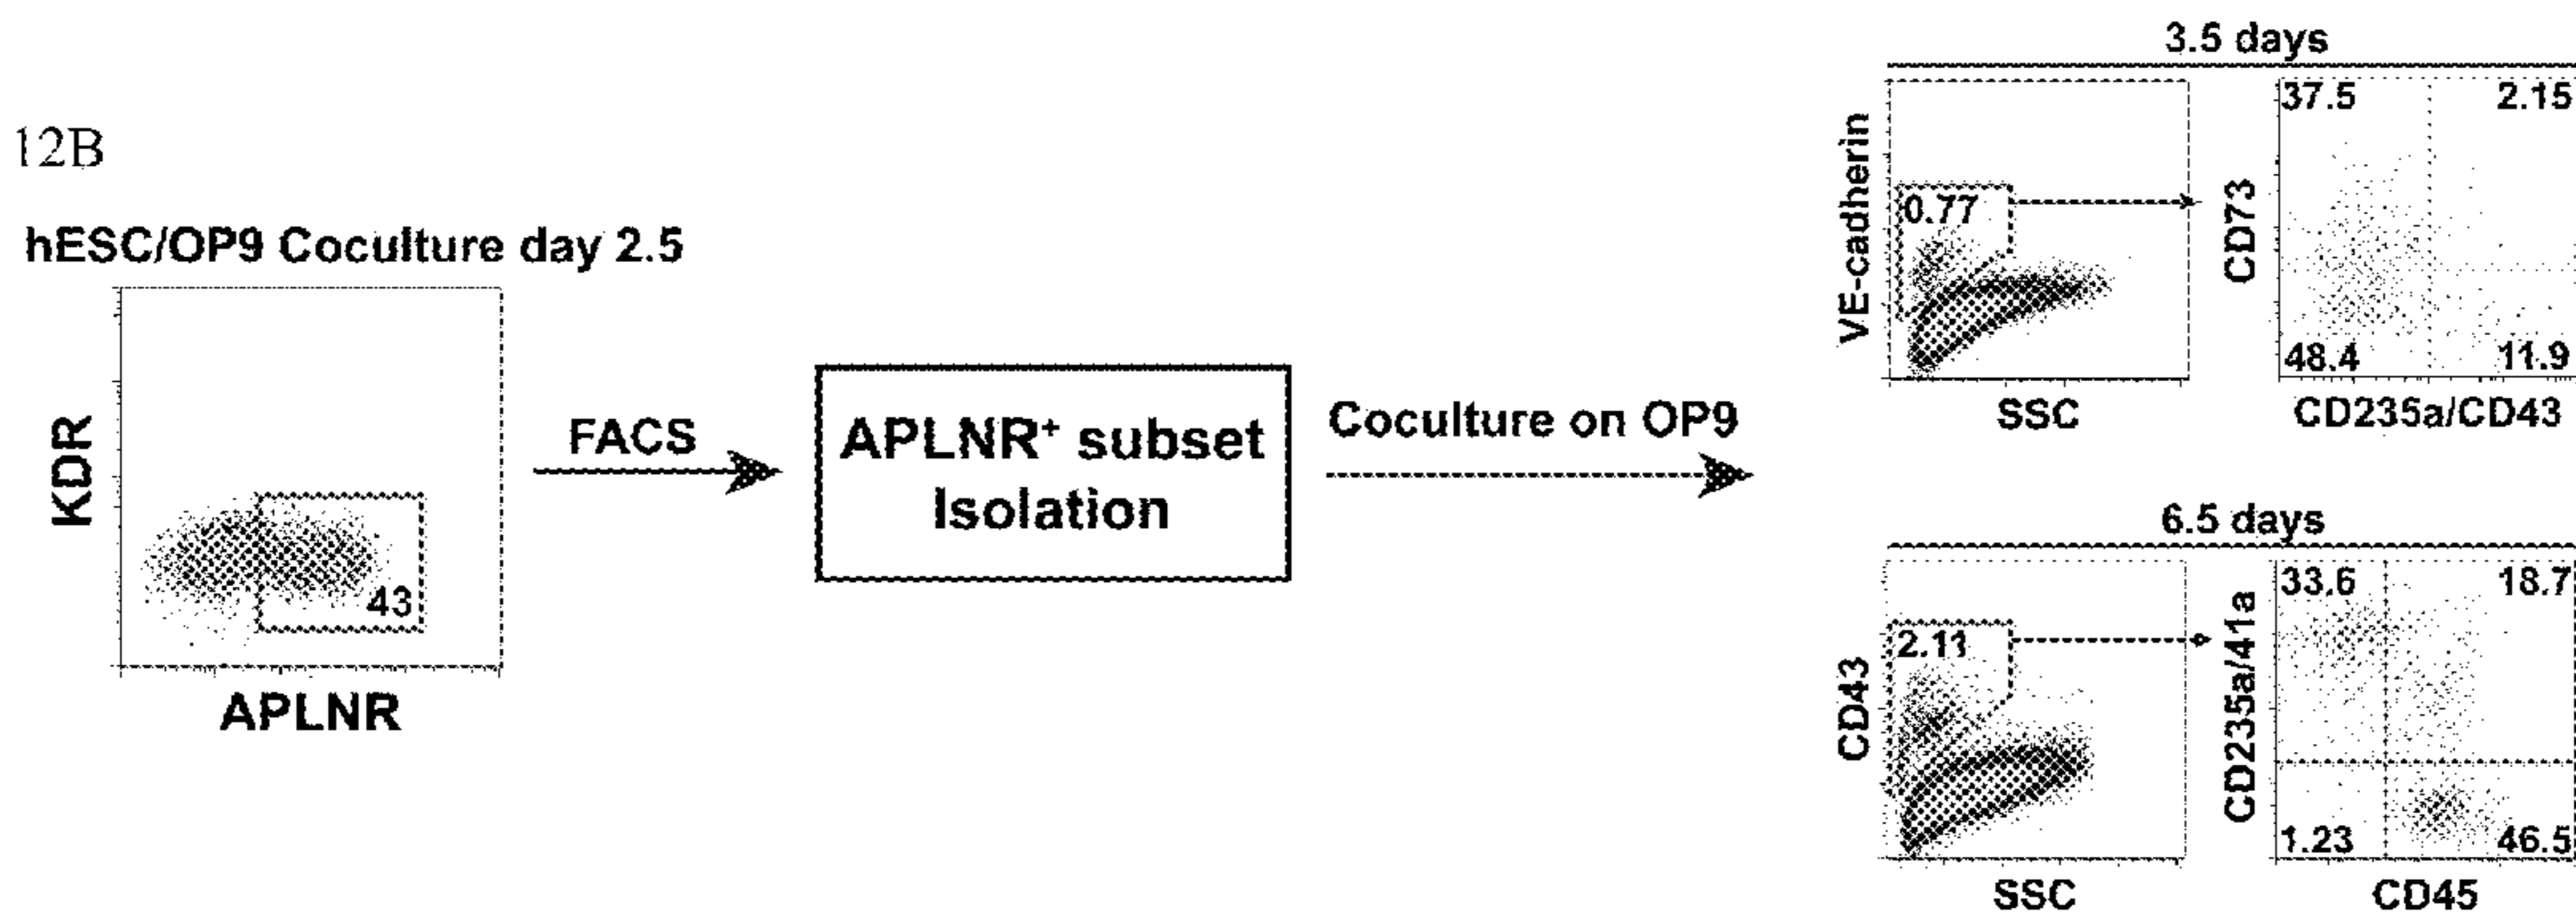 12B
hESC/OP9 Coculture day 2.5
KDR
43
APLNR
FACS
APLNR+ subset
Isolation
Coculture on OP9
3.5 days
VE-cadherin
0.77
SSC
CD73
37.5
2.15
48.4
11.9
CD235a/CD43
6.5 days
CD43
2.11
SSC
CD235a/41a
33.6
18.7
1.23
46.5
CD45